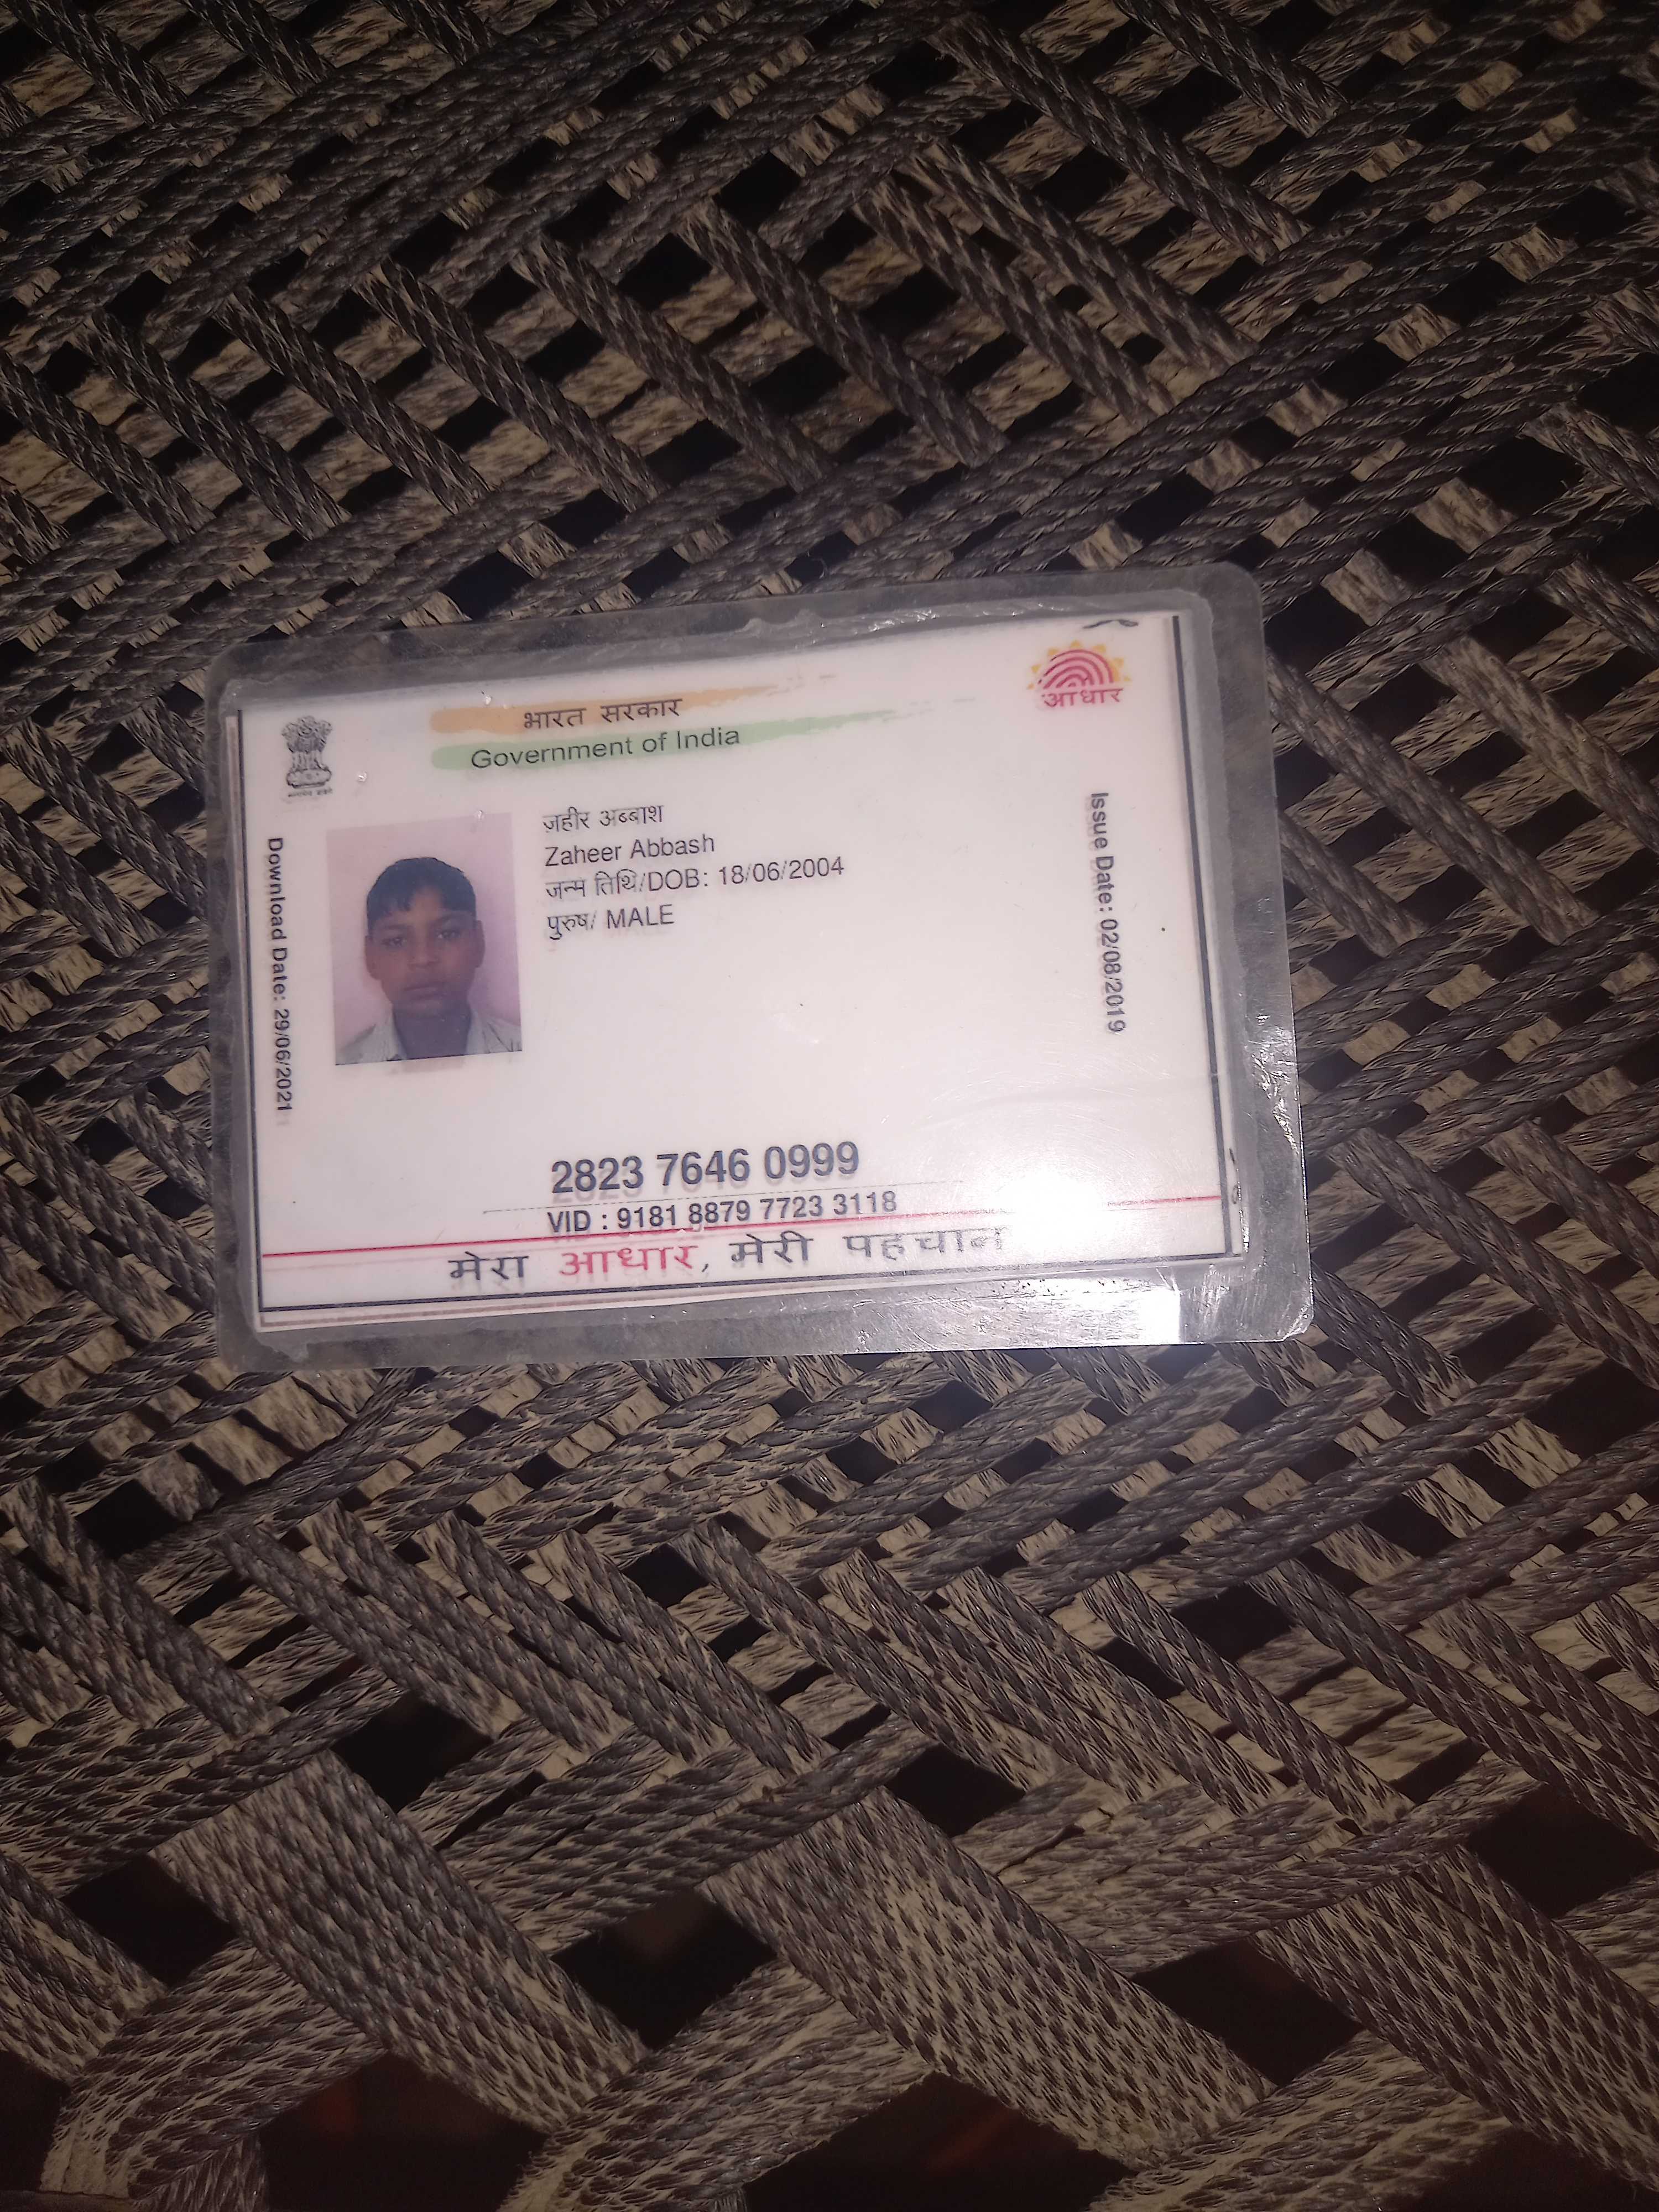 भारत सरकार
Government of India
आधार
ज़हीर अब्बाश
Zaheer Abbash
जन्म तिथि/DOB: 18/06/2004
पुरुष/ MALE
Download Date: 29/06/2021
Issue Date: 02/08/2019
2823 7646 0999
VID : 9181 8879 7723 3118
मेरा आधार, मेरी पहचान